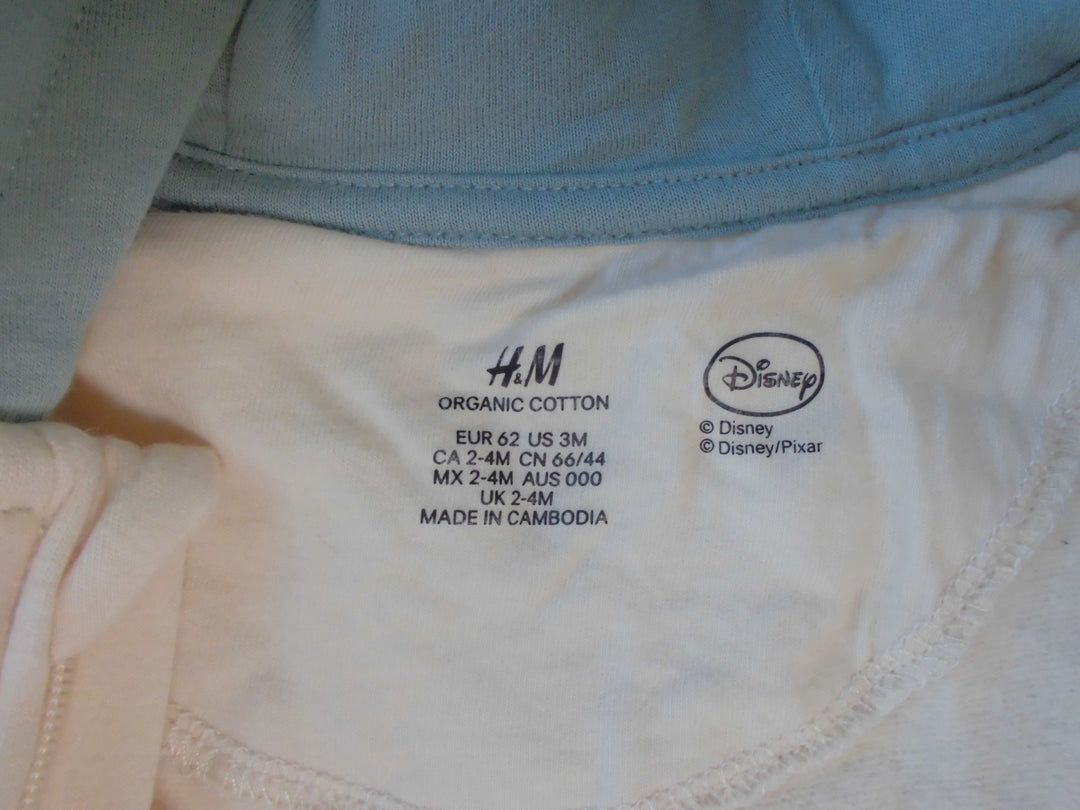 H&M
ORGANIC COTTON
EUR 62 US 3M
CA 2-4M CN 66/44
MX 2-4M AUS 000
UK 2-4M
MADE IN CAMBODIA
Disney
© Disney
© Disney/Pixar